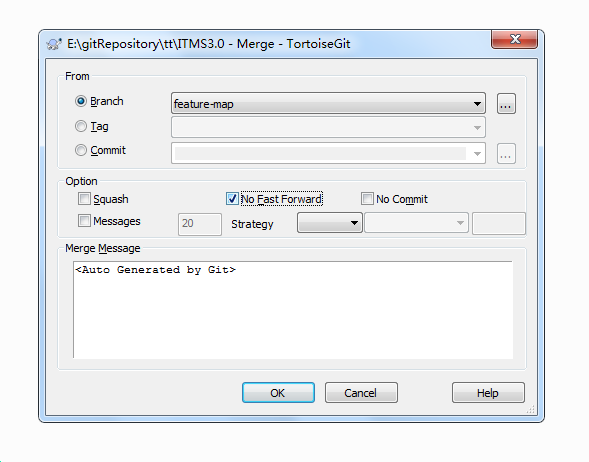 E:\gitRepository\tt\ITMS3.0 - Merge - TortoiseGit
From
Branch
feature-map
...
Tag
Commit
...
Option
Squash
No Fast Forward
No Commit
Messages
20
Strategy
Merge Message
<Auto Generated by Git>
OK
Cancel
Help